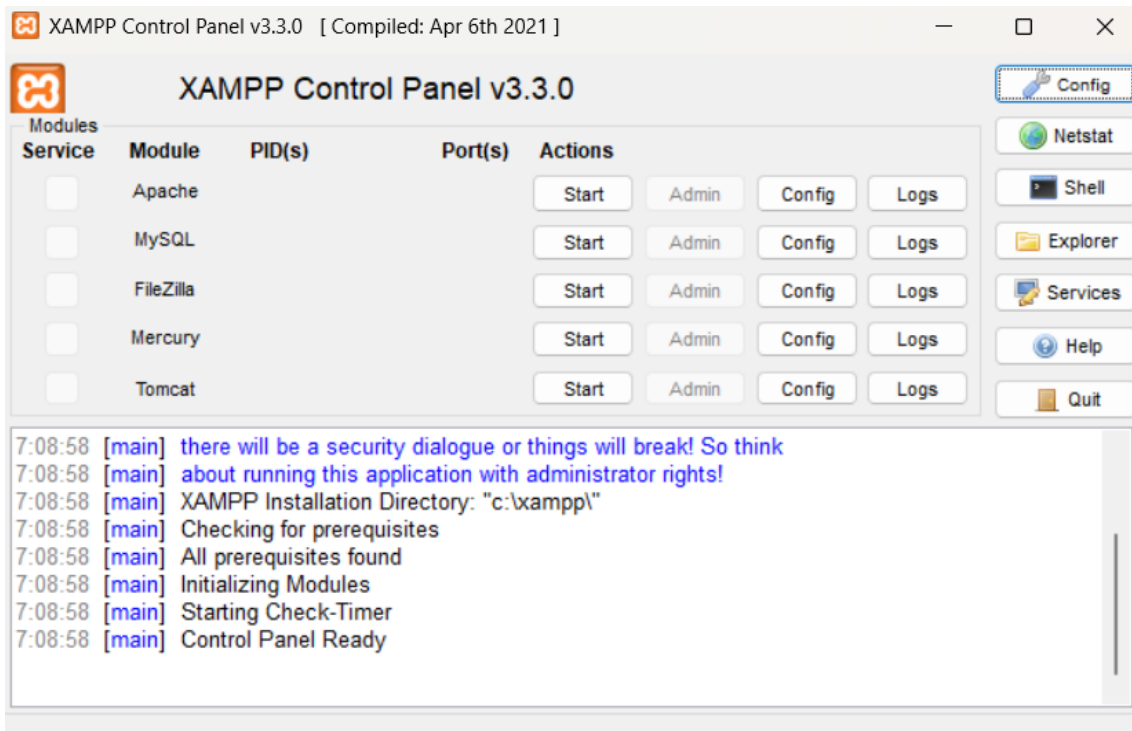 XAMPP Control Panel v3.3.0 [ Compiled: Apr 6th 2021 ]
XAMPP Control Panel v3.3.0
Config
Modules
Netstat
Service Module PID(s) Port(s) Actions
Apache Start Admin Config Logs
Shell
MySQL Start Admin Config Logs
Explorer
FileZilla Start Admin Config Logs
Services
Mercury Start Admin Config Logs
Help
Tomcat Start Admin Config Logs
Quit
7:08:58 [main] there will be a security dialogue or things will break! So think
7:08:58 [main] about running this application with administrator rights!
7:08:58 [main] XAMPP Installation Directory: "c:\xampp\"
7:08:58 [main] Checking for prerequisites
7:08:58 [main] All prerequisites found
7:08:58 [main] Initializing Modules
7:08:58 [main] Starting Check-Timer
7:08:58 [main] Control Panel Ready